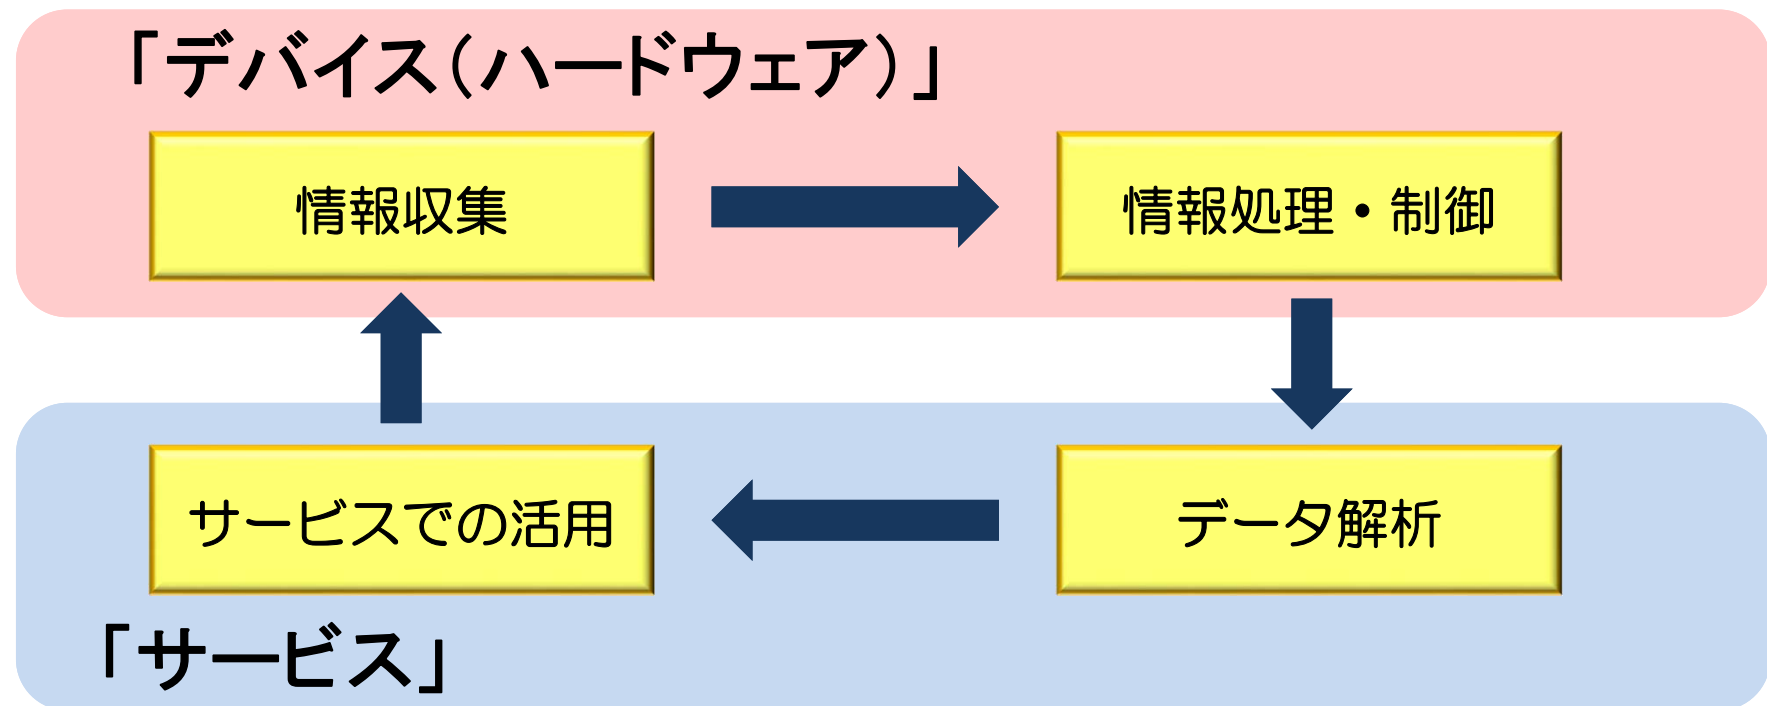 「デバイス(ハードウェア)」
情報収集
情報処理・制御
サービスでの活用
データ解析
「サービス」